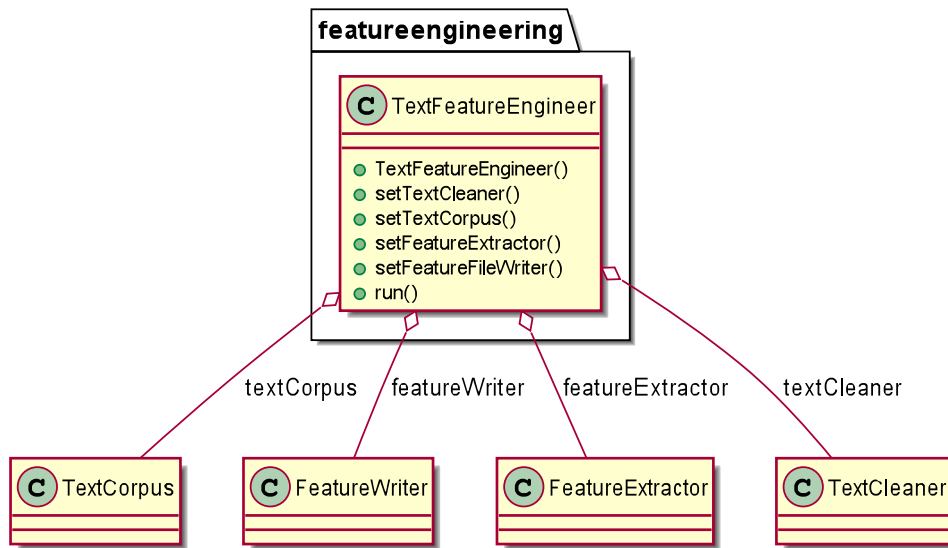 featureengineering
C TextFeatureEngineer
TextFeatureEngineer()
setTextCleaner()
setTextCorpus()
setFeatureExtractor()
setFeatureFileWriter()
run()
textCorpus
featureWriter
featureExtractor
textCleaner
C TextCorpus
C FeatureWriter
C FeatureExtractor
C TextCleaner